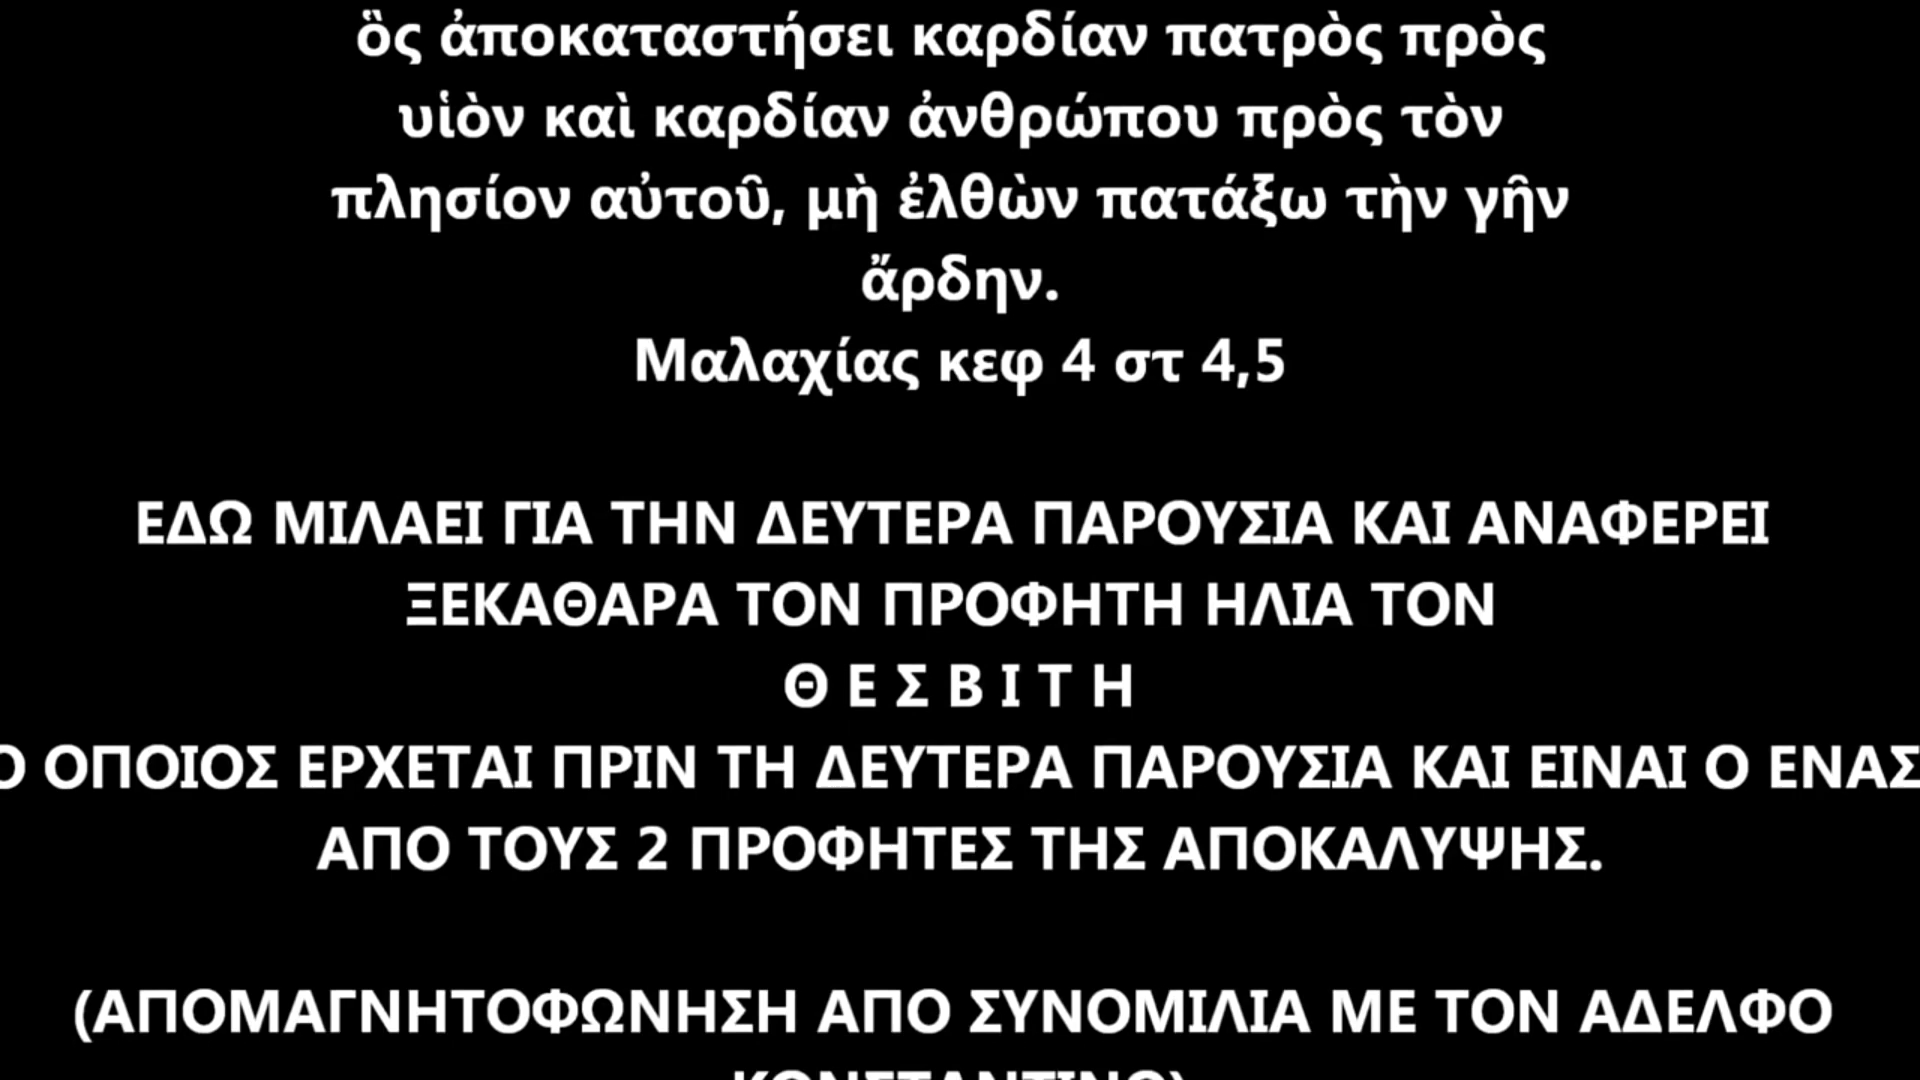 ὃς ἀποκαταστήσει καρδίαν πατρὸς πρὸς
υἱὸν καὶ καρδίαν ἀνθρώπου πρὸς τὸν
πλησίον αὐτοῦ, μὴ ἐλθὼν πατάξω τὴν γῆν
ἄρδην.
Μαλαχίας κεφ 4 στ 4,5
ΕΔΩ ΜΙΛΑΕΙ ΓΙΑ ΤΗΝ ΔΕΥΤΕΡΑ ΠΑΡΟΥΣΙΑ ΚΑΙ ΑΝΑΦΕΡΕΙ
ΞΕΚΑΘΑΡΑ ΤΟΝ ΠΡΟΦΗΤΗ ΗΛΙΑ ΤΟΝ
Θ Ε Σ Β Ι Τ Η
Ο ΟΠΟΙΟΣ ΕΡΧΕΤΑΙ ΠΡΙΝ ΤΗ ΔΕΥΤΕΡΑ ΠΑΡΟΥΣΙΑ ΚΑΙ ΕΙΝΑΙ Ο ΕΝΑΣ
ΑΠΟ ΤΟΥΣ 2 ΠΡΟΦΗΤΕΣ ΤΗΣ ΑΠΟΚΑΛΥΨΗΣ.
(ΑΠΟΜΑΓΝΗΤΟΦΩΝΗΣΗ ΑΠΟ ΣΥΝΟΜΙΛΙΑ ΜΕ ΤΟΝ ΑΔΕΛΦΟ
ΚΩΝΣΤΑΝΤΙΝΟ)